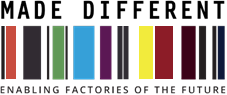 MADE DIFFERENT
ENABLING FACTORIES OF THE FUTURE